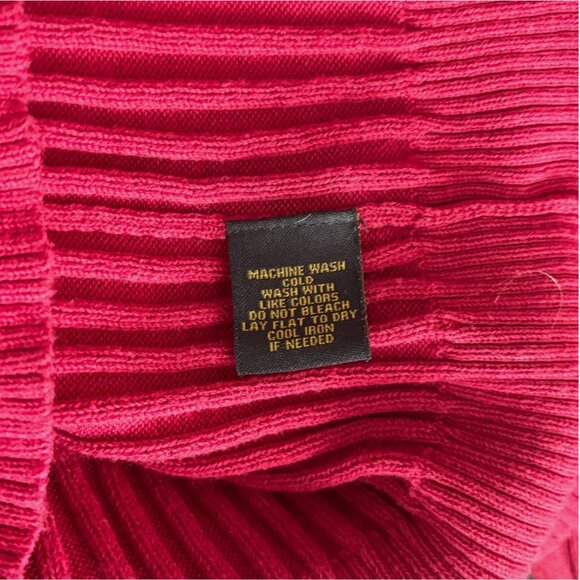 MACHINE WASH
COLD
WASH WITH
LIKE COLORS
DO NOT BLEACH
LAY FLAT TO DRY
COOL IRON
IF NEEDED